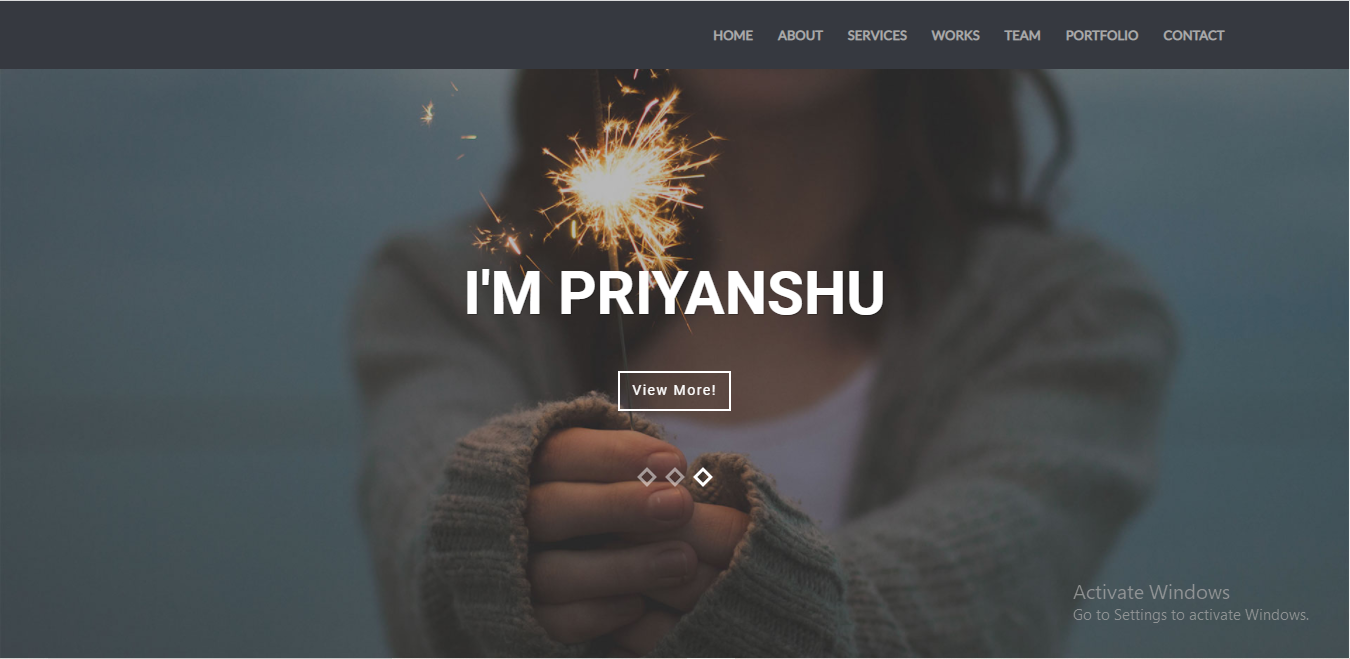 HOME ABOUT SERVICES WORKS TEAM PORTFOLIO CONTACT
I'M PRIYANSHU
View More!
Activate Windows
Go to Settings to activate Windows.